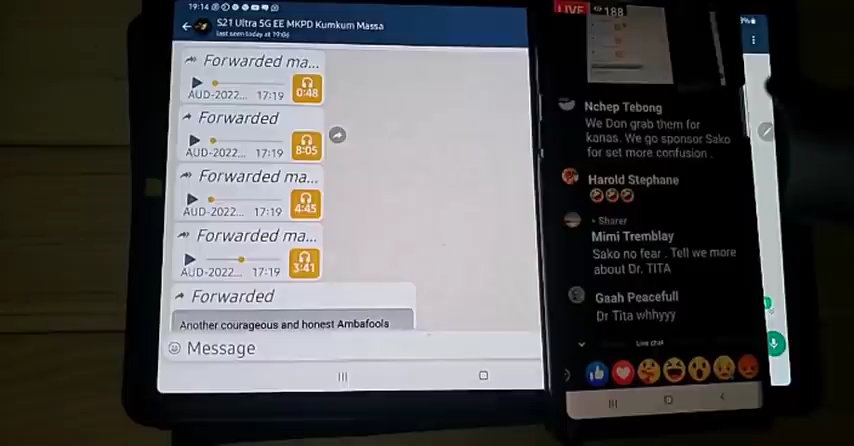 19:14
S21 Ultra 5G EE MKPD Kumkum Massa
last seen today at 19:06
Forwarded ma...
AUD-2022... 17:19 0:48
Forwarded
AUD-2022... 17:19 8:05
Forwarded ma...
AUD-2022... 17:19 4:45
Forwarded ma...
AUD-2022... 17:19 3:41
Forwarded
Another courageous and honest Ambafools
Message
LIVE 188
Nchep Tebong
We Don grab them for
kanas. We go sponsor Sako
for set more confusion .
Harold Stephane
Sharer
Mimi Tremblay
Sako no fear . Tell we more
about Dr. TITA
Gaah Peacefull
Dr Tita whhyyy
Live chat